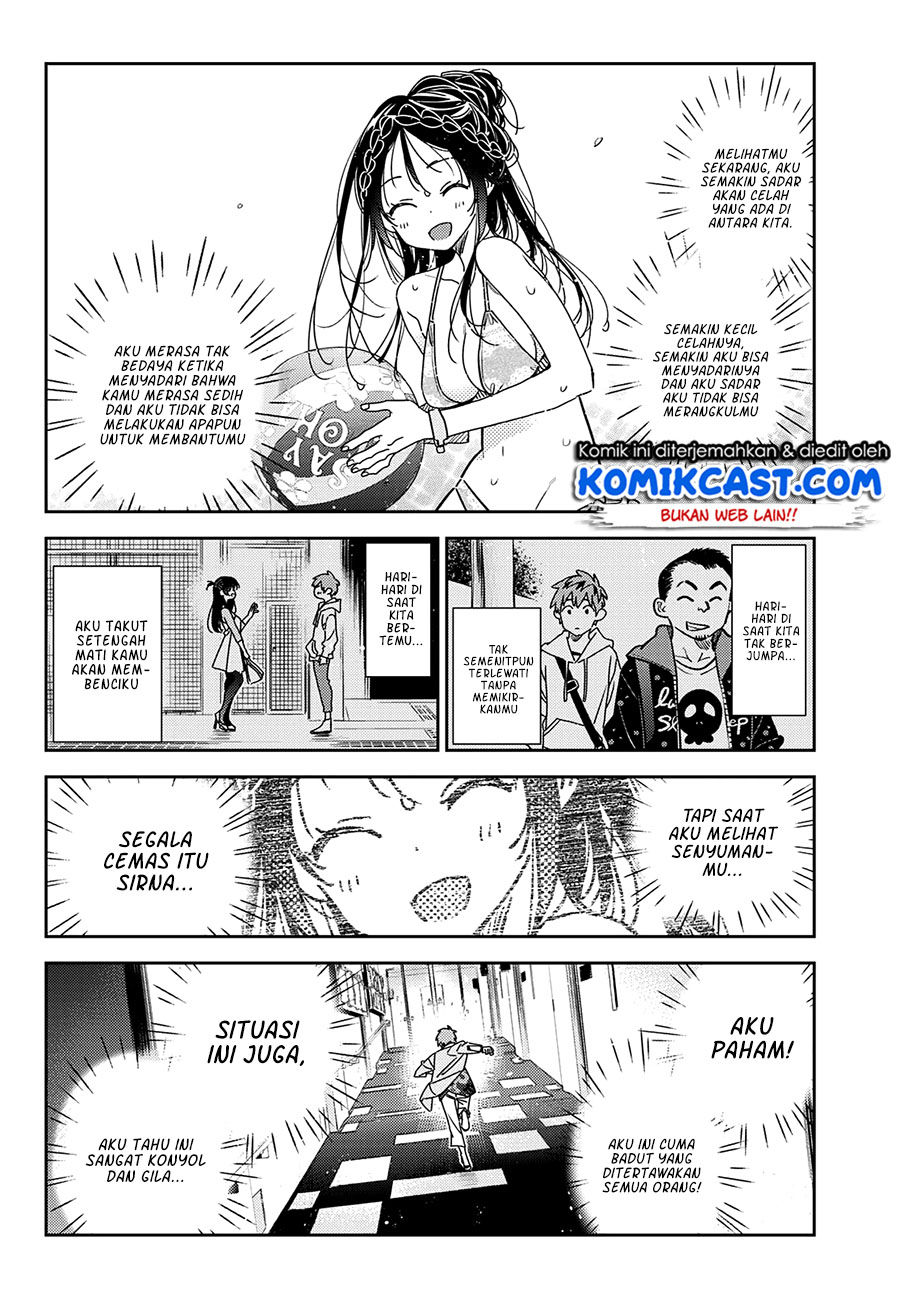 MELIHATMU
SEKARANG, AKU
SEMAKIN SADAR
AKAN CELAH
YANG ADA DI
ANTARA KITA.
SEMAKIN KECIL
CELAHNYA,
SEMAKIN AKU BISA
MENYADARINYA
DAN AKU SADAR
AKU TIDAK BISA
MERANGKULMU
AKU MERASA TAK
BEDAYA KETIKA
MENYADARI BAHWA
KAMU MERASA SEDIH
DAN AKU TIDAK BISA
MELAKUKAN APAPUN
UNTUK MEMBANTUMU
Komik ini diterjemahkan & diedit oleh
KOMIKCAST.COM
BUKAN WEB LAIN!!
HARI-
HARI DI
SAAT KITA
TAK BER-
JUMPA...
TAK
SEMENITPUN
TERLEWATI
TANPA
MEMIKIR-
KANMU
HARI-
HARI DI
SAAT
KITA
BER-
TEMU...
AKU TAKUT
SETENGAH
MATI KAMU
AKAN MEM-
BENCIKU
TAPI SAAT
AKU MELIHAT
SENYUMAN-
MU...
SEGALA
CEMAS ITU
SIRNA...
AKU
PAHAM!
AKU INI CUMA
BADUT YANG
DITERTAWAKAN
SEMUA ORANG!
SITUASI
INI JUGA,
AKU TAHU INI
SANGAT KONYOL
DAN GILA...